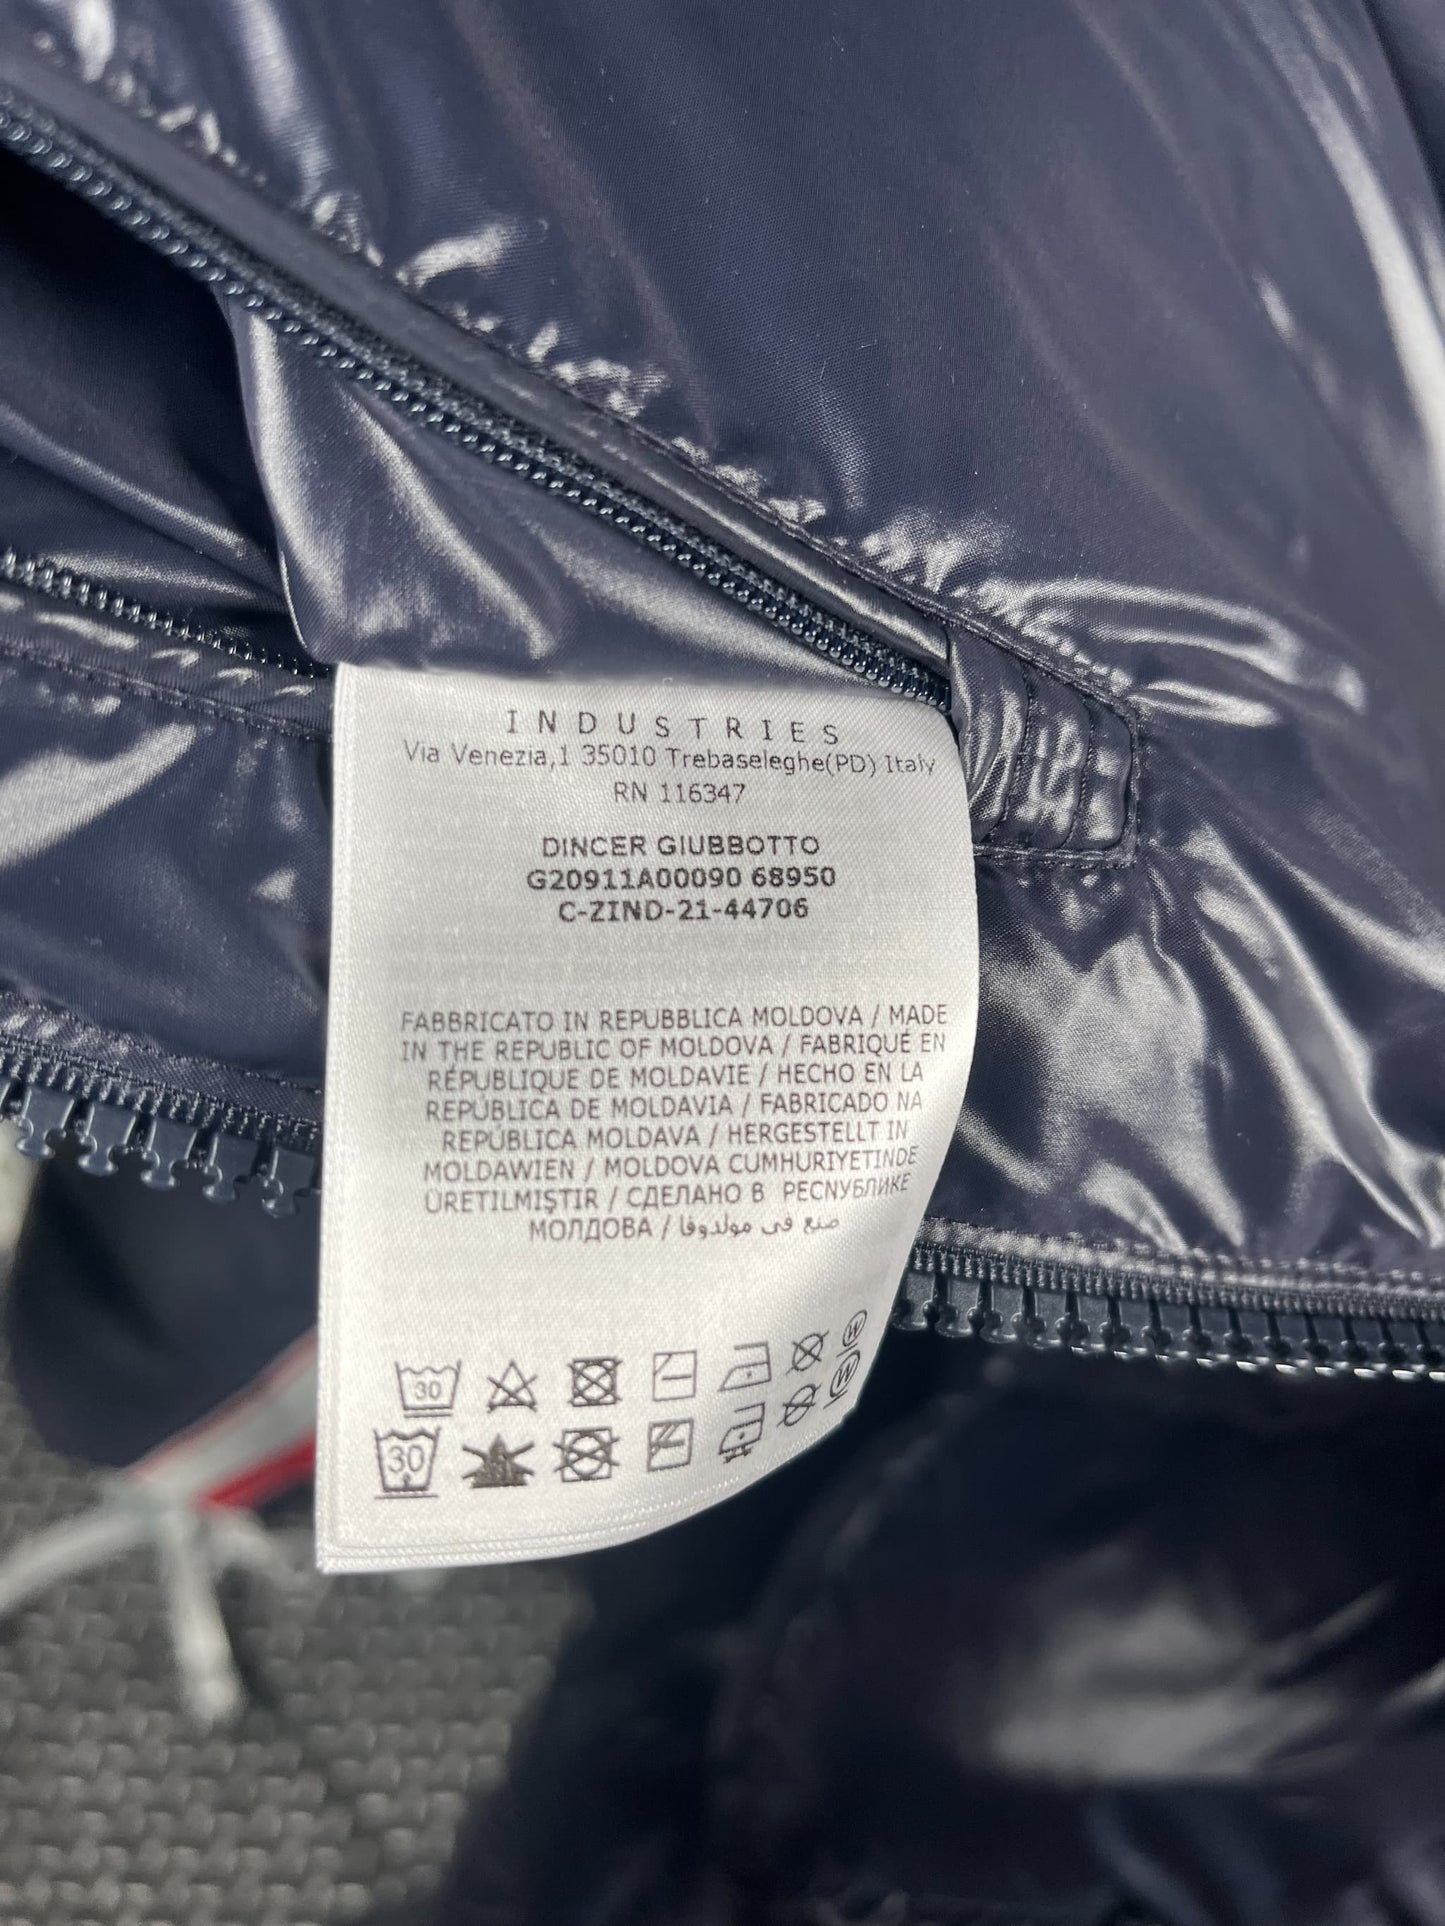 INDUSTRIES
Via Venezia,1 35010 Trebaseleghe(PD) Italy
RN 116347
DINCER GIUBBOTTO
G20911A00090 68950
C-ZIND-21-44706
FABBRICATO IN REPUBBLICA MOLDOVA / MADE
IN THE REPUBLIC OF MOLDOVA / FABRIQUÉ EN
RÉPUBLIQUE DE MOLDAVIE / HECHO EN LA
REPÚBLICA DE MOLDAVIA / FABRICADO NA
REPÚBLICA MOLDAVA / HERGESTELLT IN
MOLDAWIEN / MOLDOVA CUMHURIYETINDE
ÜRETILMIŞTIR / СДЕЛАНО В РЕСПУБЛИКЕ
МОЛДОВА / صنع في مولدوفا
30 W
30 W